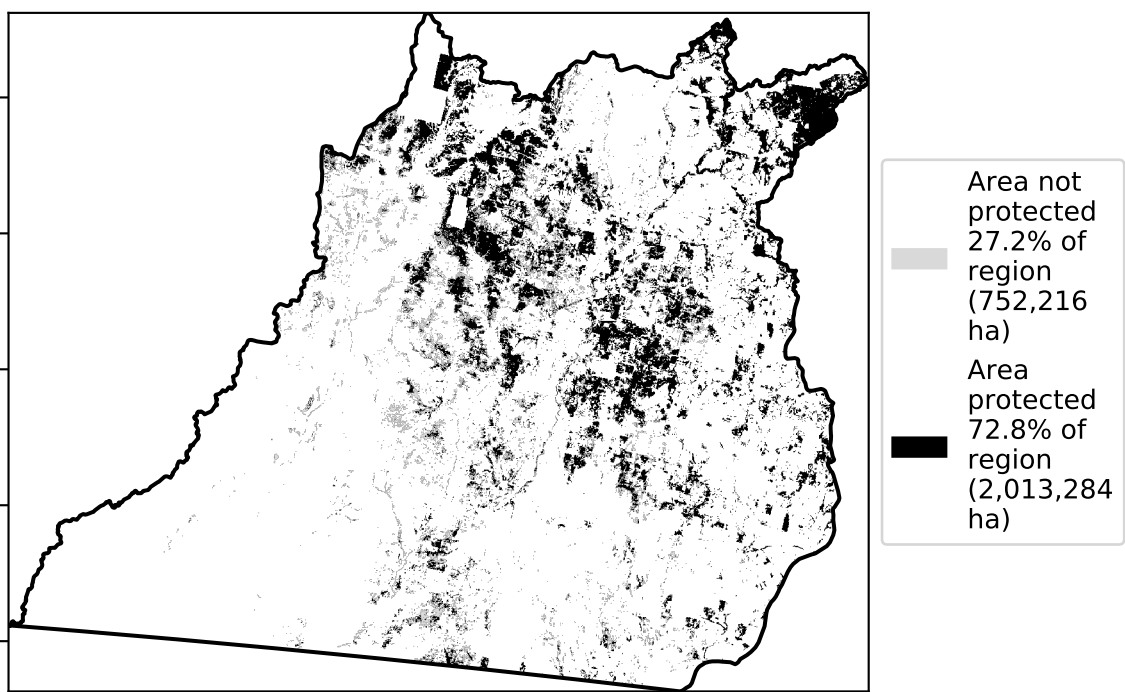 Area not
protected
27.2% of
region
(752,216
ha)
Area
protected
72.8% of
region
(2,013,284
ha)